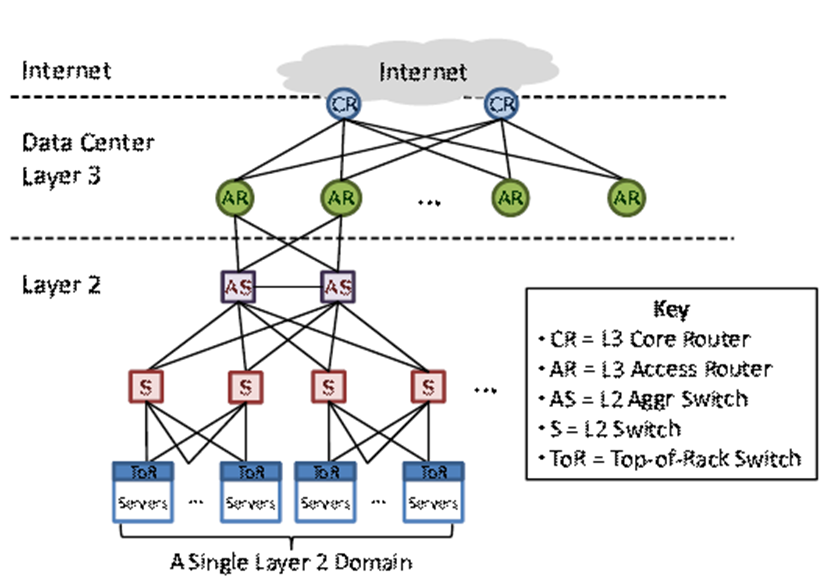 Internet
Internet
CR CR
Data Center
Layer 3
AR AR ... AR AR
Layer 2
AS AS
Key
• CR = L3 Core Router
• AR = L3 Access Router
• AS = L2 Aggr Switch
• S = L2 Switch
• ToR = Top-of-Rack Switch
S S S S ...
ToR ToR ToR ToR
Servers ... Servers Servers ... Servers
A Single Layer 2 Domain